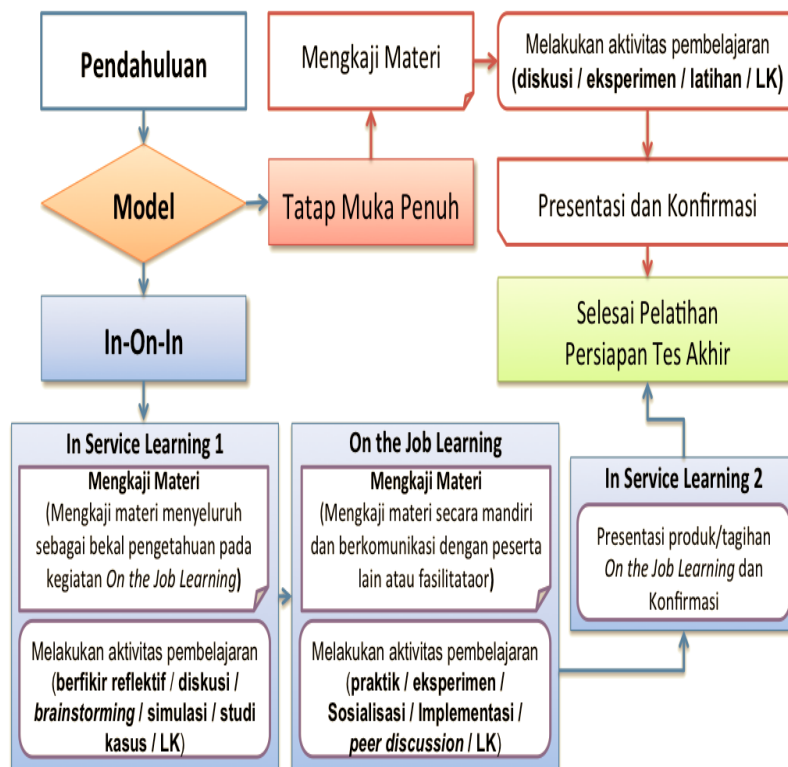 Pendahuluan
Model
Tatap Muka Penuh
Mengkaji Materi
Melakukan aktivitas pembelajaran
(diskusi / eksperimen / latihan / LK)
Presentasi dan Konfirmasi
Selesai Pelatihan
Persiapan Tes Akhir
In-On-In
In Service Learning 1
Mengkaji Materi
(Mengkaji materi menyeluruh
sebagai bekal pengetahuan pada
kegiatan On the Job Learning)
Melakukan aktivitas pembelajaran
(berfikir reflektif / diskusi /
brainstorming / simulasi / studi
kasus / LK)
On the Job Learning
Mengkaji Materi
(Mengkaji materi secara mandiri
dan berkomunikasi dengan peserta
lain atau fasilitataor)
Melakukan aktivitas pembelajaran
(praktik / eksperimen /
Sosialisasi / Implementasi /
peer discussion / LK)
In Service Learning 2
Presentasi produk/tagihan
On the Job Learning dan
Konfirmasi